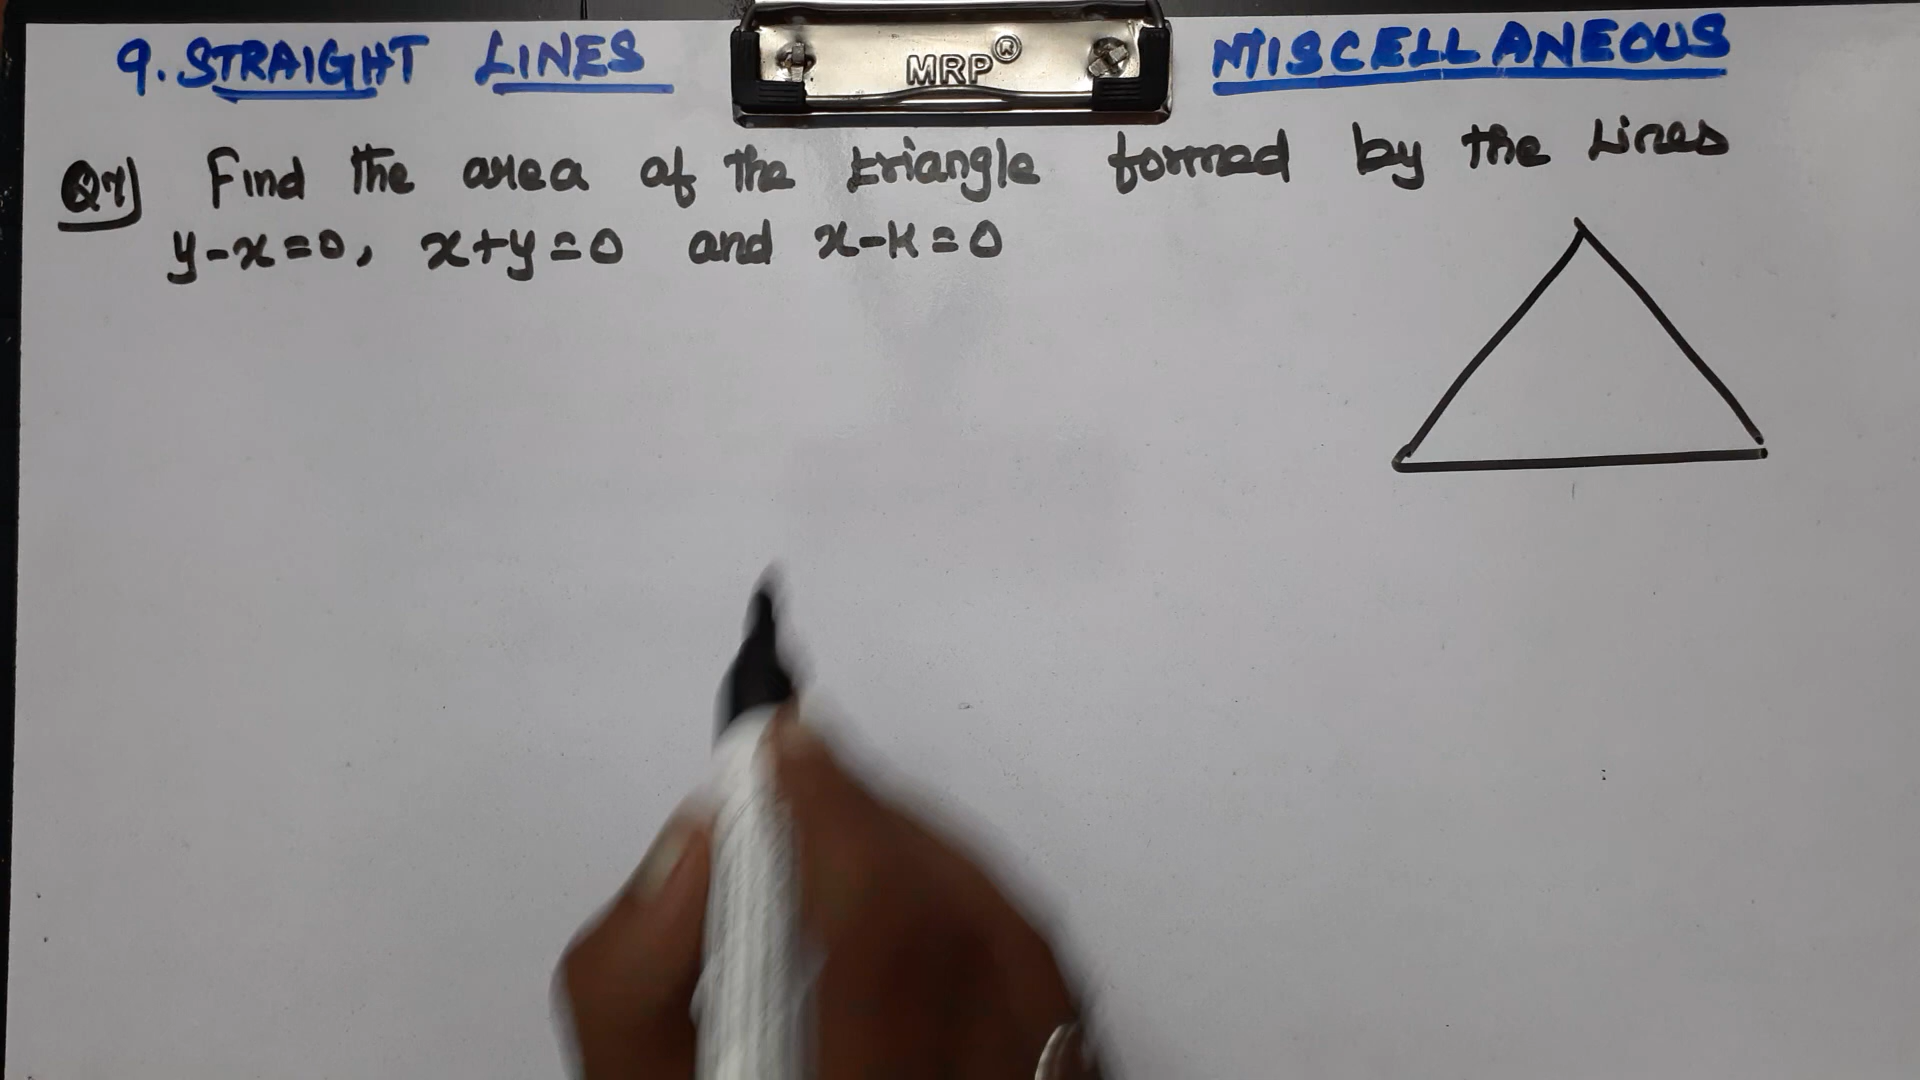 9. STRAIGHT LINES
MRP®
MISCELLANEOUS
Q7) Find the area of the triangle formed by the Lines
y-x=0, x+y=0 and x-k=0